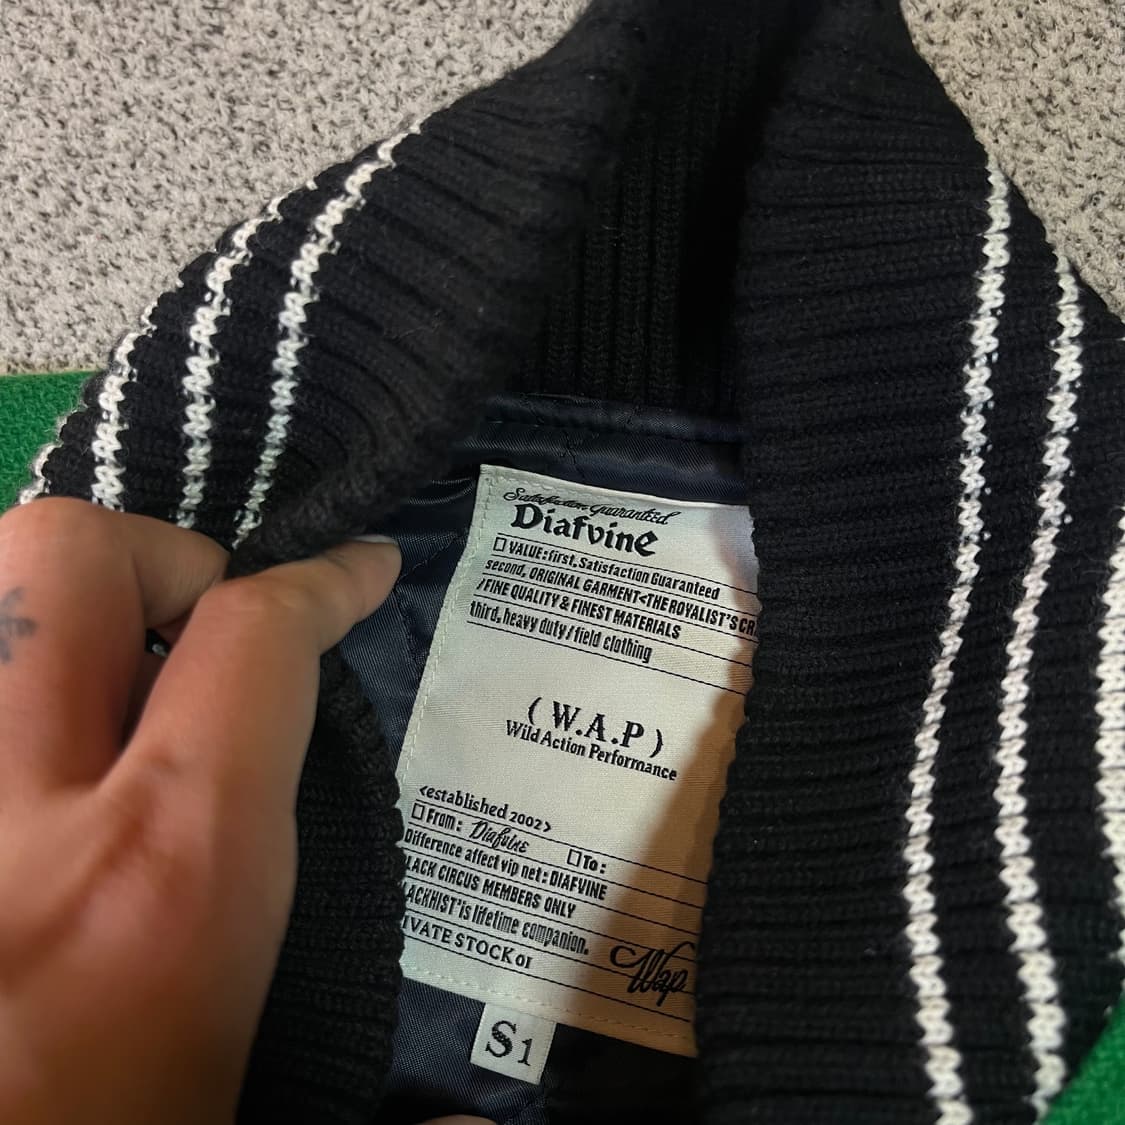 Satisfaction Guaranteed
Diafvine
☐ VALUE: first, Satisfaction Guaranteed
second, ORIGINAL GARMENT<THE ROYALIST'S CR
/FINE QUALITY & FINEST MATERIALS
third, heavy duty/field clothing
( W.A.P )
Wild Action Performance
<established 2002>
☐ From: Diafvine ☐ To:
Difference affect vip net: DIAFVINE
LACK CIRCUS MEMBERS ONLY
ACKHIST'is lifetime companion.
IVATE STOCK 01
Wap
S1